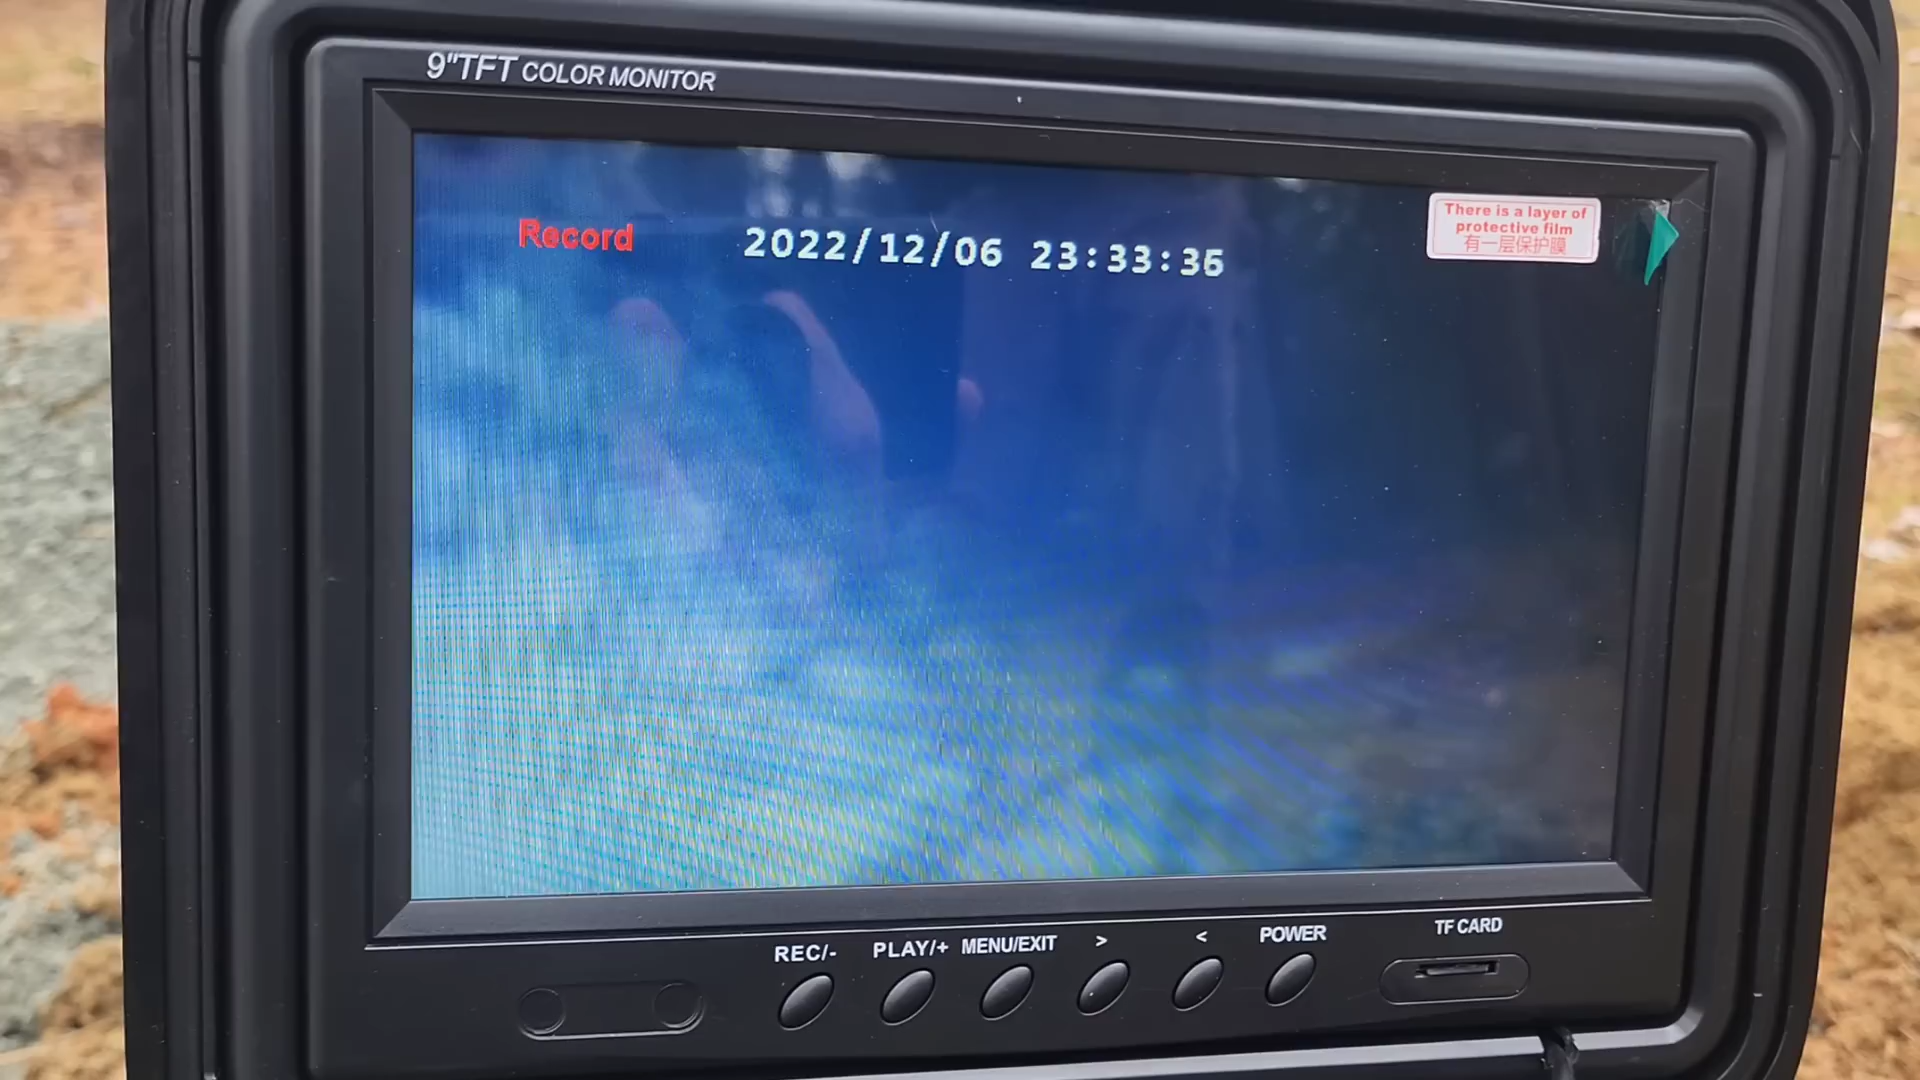 9"TFT COLOR MONITOR
Record
2022/12/06 23:33:36
There is a layer of
protective film
有一层保护膜
REC/-
PLAY/+
MENU/EXIT
>
<
POWER
TF CARD